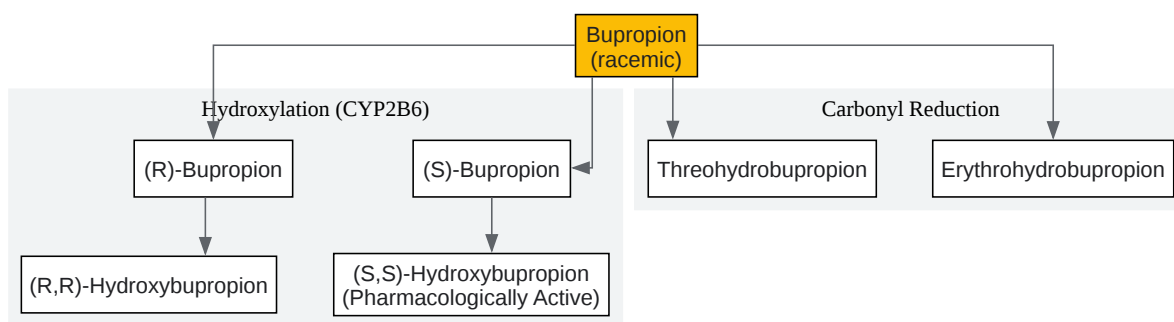 Bupropion
(racemic)
Hydroxylation (CYP2B6)
Carbonyl Reduction
(R)-Bupropion
(S)-Bupropion
Threohydrobupropion
Erythrohydrobupropion
(R,R)-Hydroxybupropion
(S,S)-Hydroxybupropion
(Pharmacologically Active)